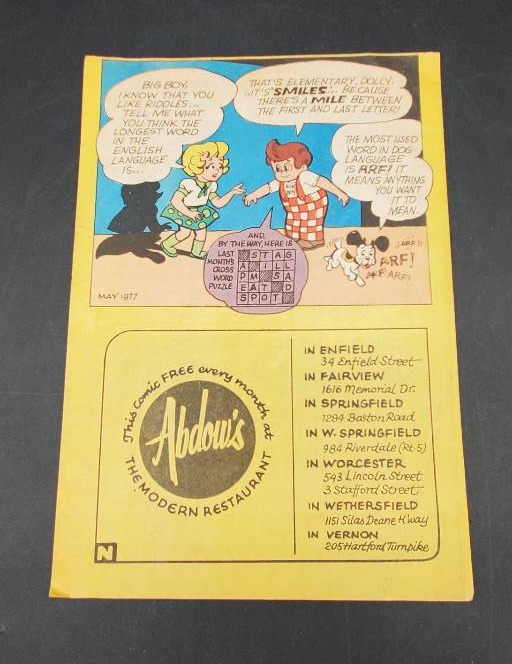 BIG BOY,
I KNOW THAT YOU
LIKE RIDDLES...
TELL ME WHAT
YOU THINK THE
LONGEST WORD
IN THE
ENGLISH
LANGUAGE
IS...?
THAT'S ELEMENTARY, DOLLY..
..IT'S "SMILES"... BECAUSE
THERE'S A MILE BETWEEN
THE FIRST AND LAST LETTER!
THE MOST USED
WORD IN DOG
LANGUAGE
IS ARF! IT
MEANS ANYTHING
YOU WANT
IT TO
MEAN.
AND,
BY THE WAY, HERE IS
LAST
MONTH'S
CROSS
WORD
PUZZLE
STAG
A IL
DM SA
EAT D
SPOT
ARF!!
ARF!
ARF ARF!
MAY 1977
This Comic FREE every month at
Abdow's
THE MODERN RESTAURANT
N
IN ENFIELD
34 Enfield Street
IN FAIRVIEW
1616 Memorial Dr.
IN SPRINGFIELD
1284 Boston Road
IN W. SPRINGFIELD
984 Riverdale (Rt. 5)
IN WORCESTER
543 Lincoln Street
3 Stafford Street
IN WETHERSFIELD
1151 Silas Deane H'way
IN VERNON
205 Hartford Turnpike